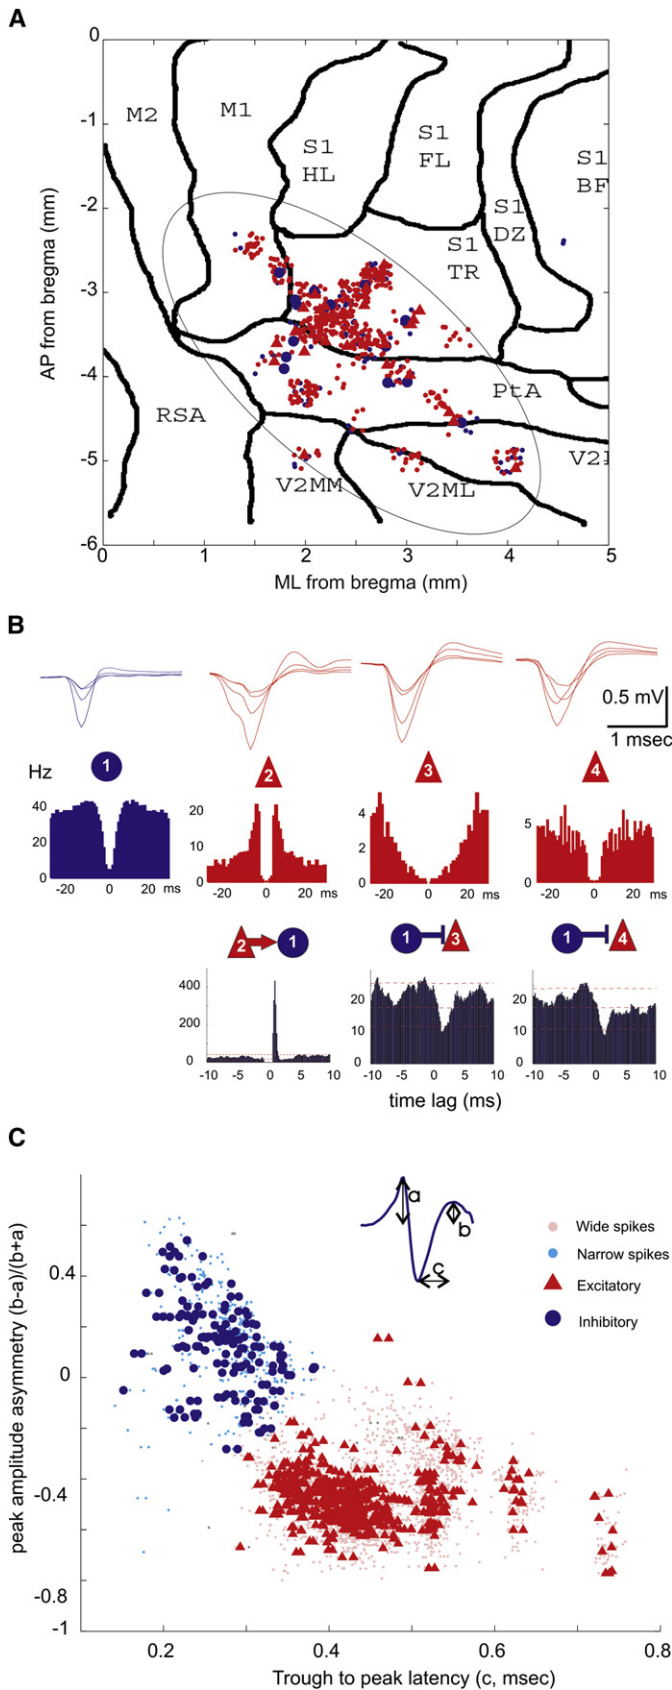 A
0
-1
-2
-3
-4
-5
-6
AP from bregma (mm)
M2
M1
S1
HL
S1
FL
S1
BF
S1
DZ
S1
TR
PtA
RSA
V2MM
V2ML
0
1
2
3
4
5
ML from bregma (mm)
B
0.5 mV
1 msec
Hz
1
2
3
4
40
20
0
-20
0
20
ms
20
10
0
-20
0
20
ms
4
2
0
-20
0
20
ms
5
0
-20
0
20
ms
2
1
1
3
1
4
400
200
0
-10
-5
0
5
10
20
10
0
-10
-5
0
5
10
20
10
0
-10
-5
0
5
10
time lag (ms)
C
peak amplitude asymmetry (b-a)/(b+a)
0.4
0
-0.4
-0.8
-1
a
b
c
Wide spikes
Narrow spikes
Excitatory
Inhibitory
0.2
0.4
0.6
0.8
Trough to peak latency (c, msec)